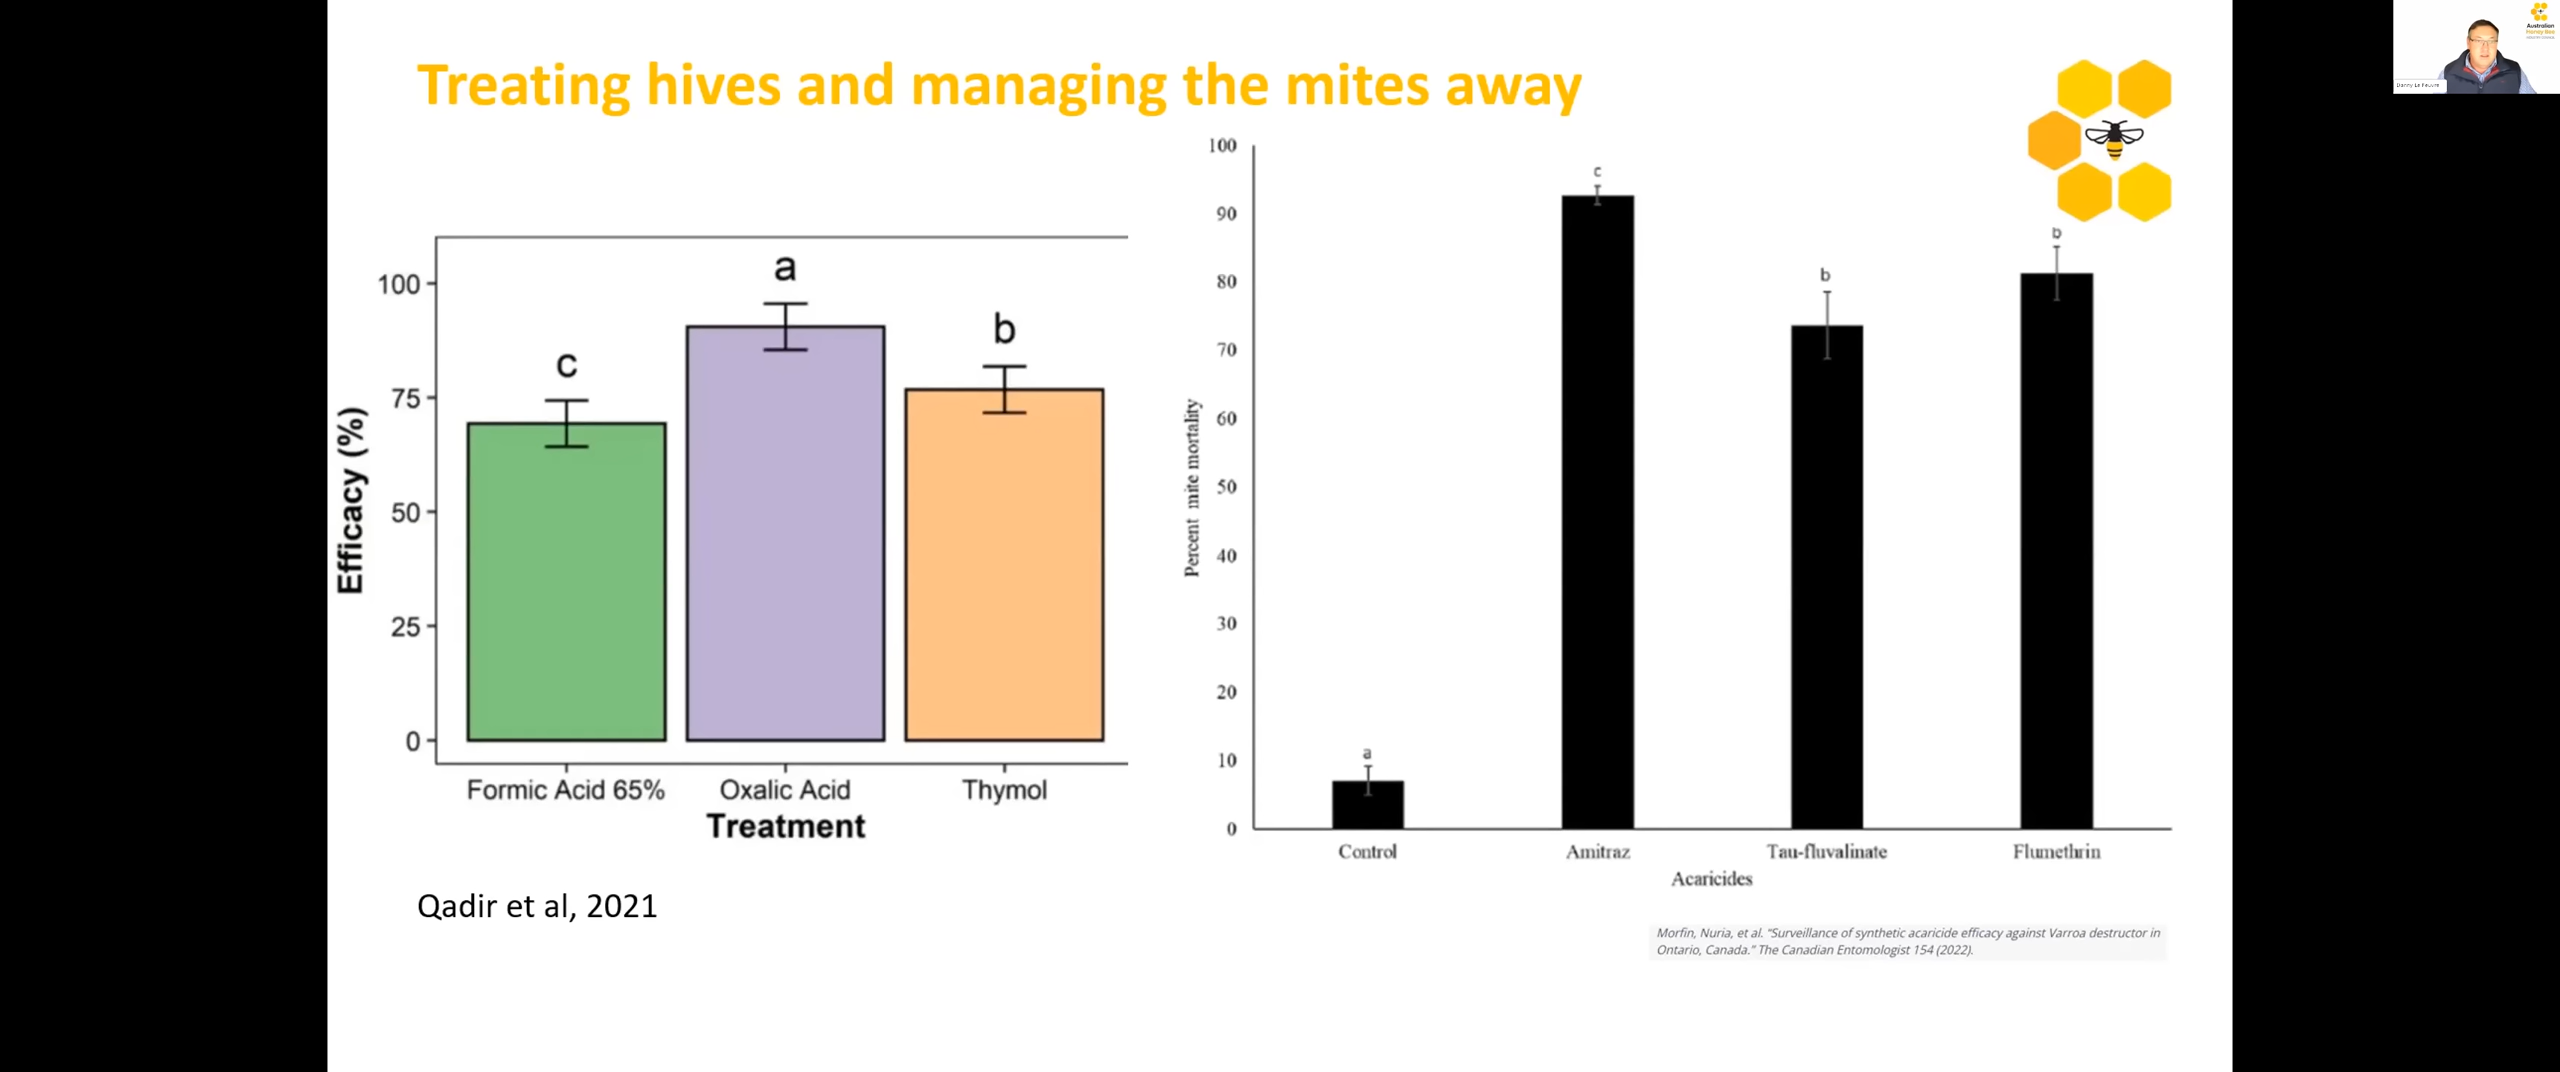 Treating hives and managing the mites away
Efficacy (%)
100
75
50
25
0
c
a
b
Formic Acid 65%
Oxalic Acid
Thymol
Treatment
Qadir et al, 2021
Percent mite mortality
100
90
80
70
60
50
40
30
20
10
0
a
c
b
b
Control
Amitraz
Tau-fluvalinate
Flumethrin
Acaricides
Morfin, Nuria, et al. “Surveillance of synthetic acaricide efficacy against Varroa destructor in
Ontario, Canada.” The Canadian Entomologist 154 (2022).
Australian
Honey Bee
Danny Le Feuvre